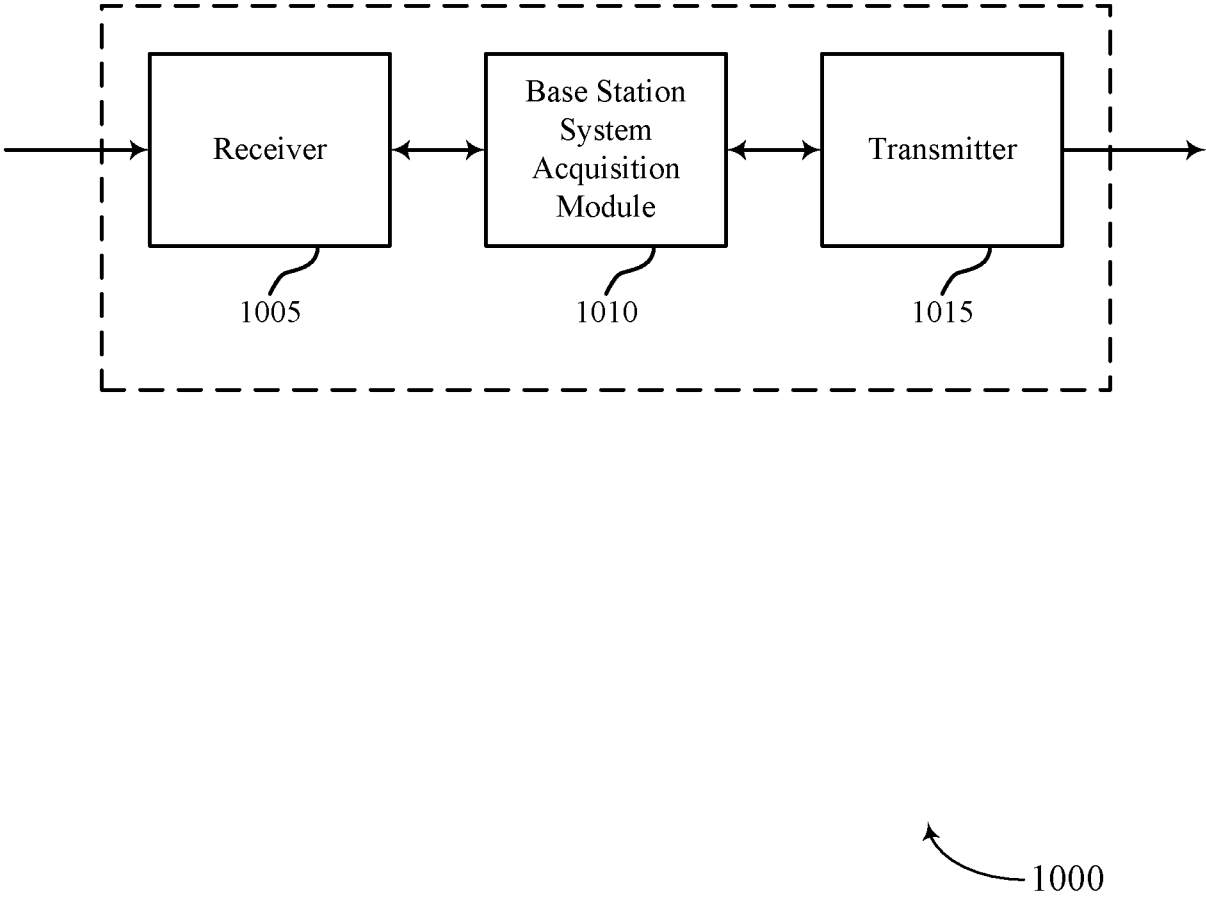 Receiver
Base Station
System
Acquisition
Module
Transmitter
1005
1010
1015
1000